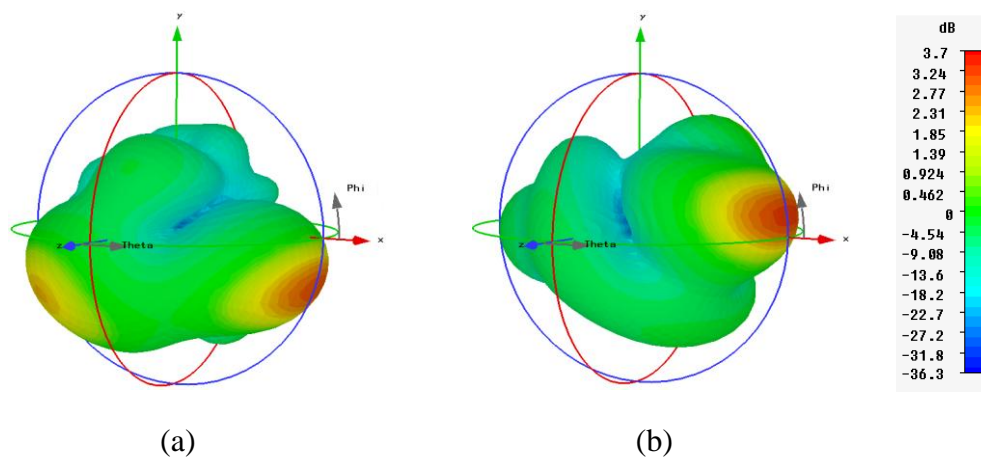 y
Phi
x
z
Theta
y
Phi
x
z
Theta
dB
3.7
3.24
2.77
2.31
1.85
1.39
0.924
0.462
0
-4.54
-9.08
-13.6
-18.2
-22.7
-27.2
-31.8
-36.3
(a)
(b)